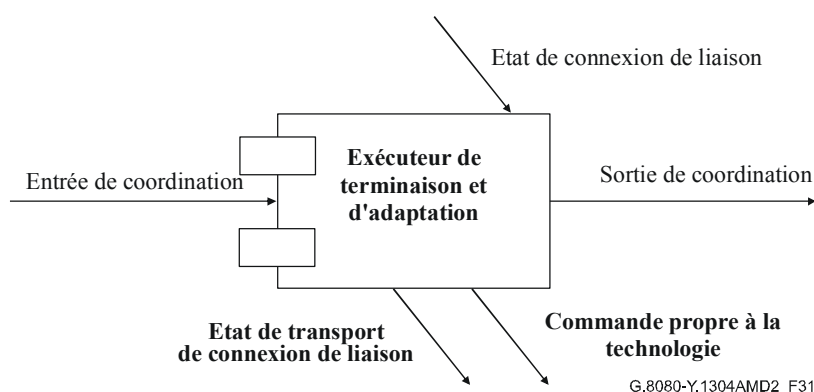 Etat de connexion de liaison
Exécuteur de
terminaison et
d'adaptation
Entrée de coordination
Sortie de coordination
Etat de transport
de connexion de liaison
Commande propre à la
technologie
G.8080-Y.1304AMD2_F31